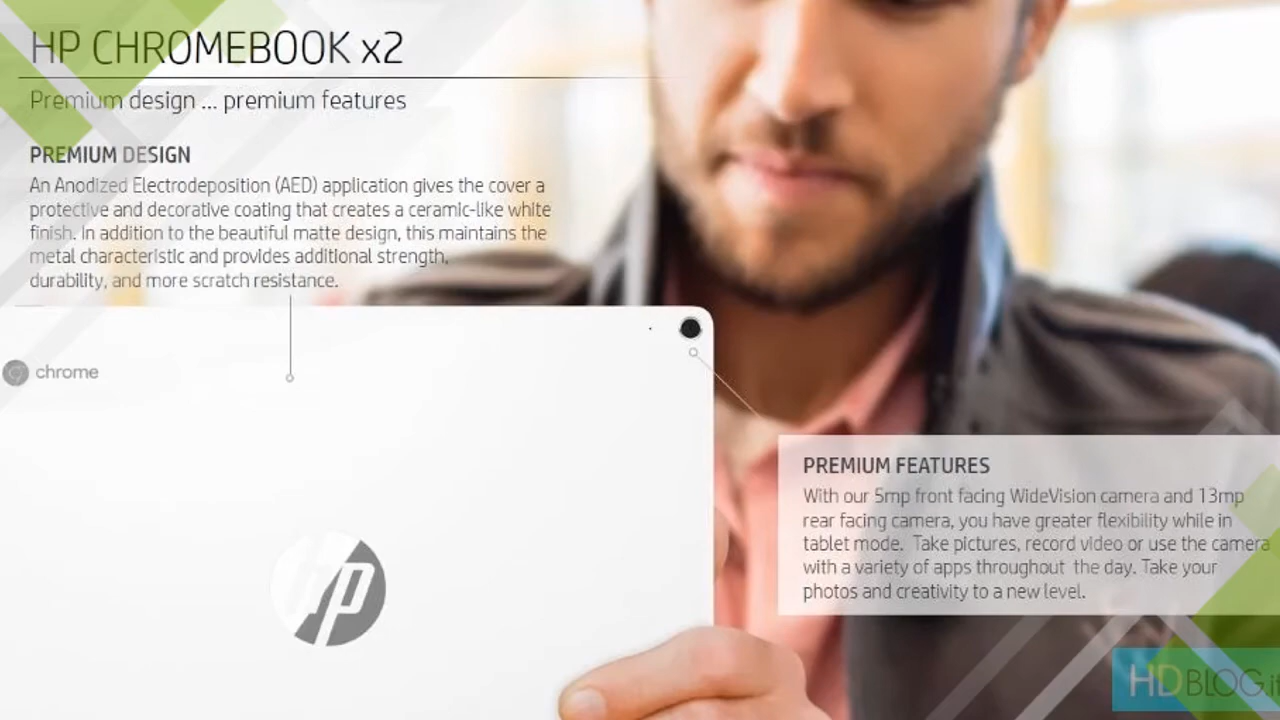 HP CHROMEBOOK x2
Premium design ... premium features
PREMIUM DESIGN
An Anodized Electrodeposition (AED) application gives the cover a
protective and decorative coating that creates a ceramic-like white
finish. In addition to the beautiful matte design, this maintains the
metal characteristic and provides additional strength,
durability, and more scratch resistance.
chrome
hp
PREMIUM FEATURES
With our 5mp front facing WideVision camera and 13mp
rear facing camera, you have greater flexibility while in
tablet mode.  Take pictures, record video or use the camera
with a variety of apps throughout  the day. Take your
photos and creativity to a new level.
HDBLOG.it